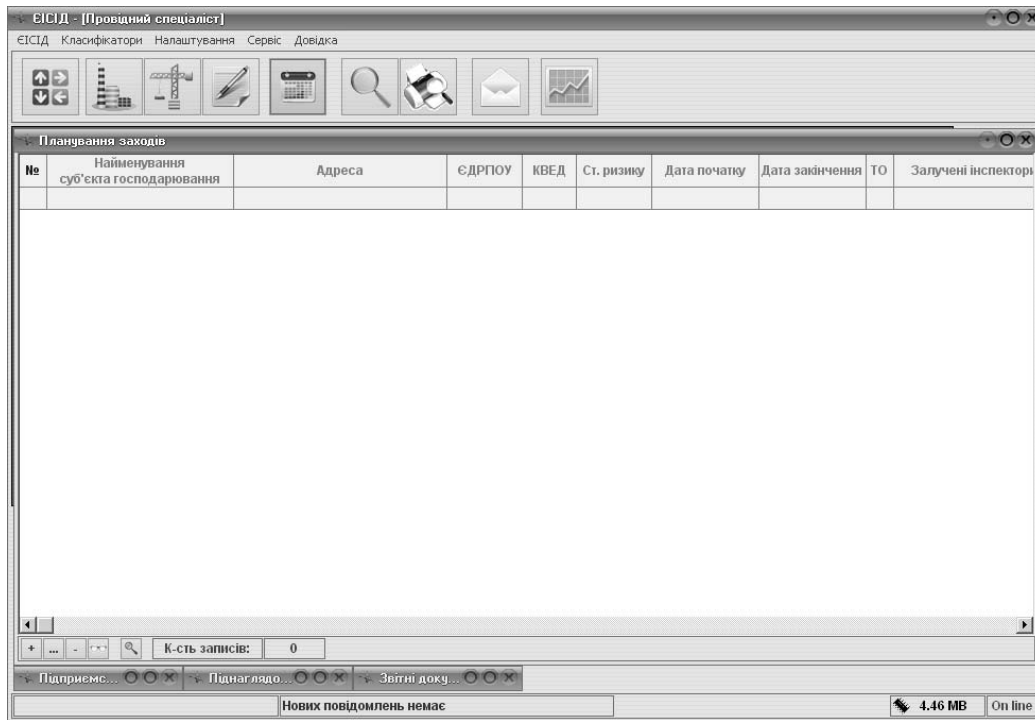 ЄІСІД - [Провідний спеціаліст]
ЄІСІД Класифікатори Налаштування Сервіс Довідка
Планування заходів
№ Найменування суб'єкта господарювання Адреса ЄДРПОУ КВЕД Ст. ризику Дата початку Дата закінчення ТО Залучені інспектори
+ ... - К-сть записів: 0
Підприємс... Піднаглядо... Звітні доку...
Нових повідомлень немає 4.46 MB On line